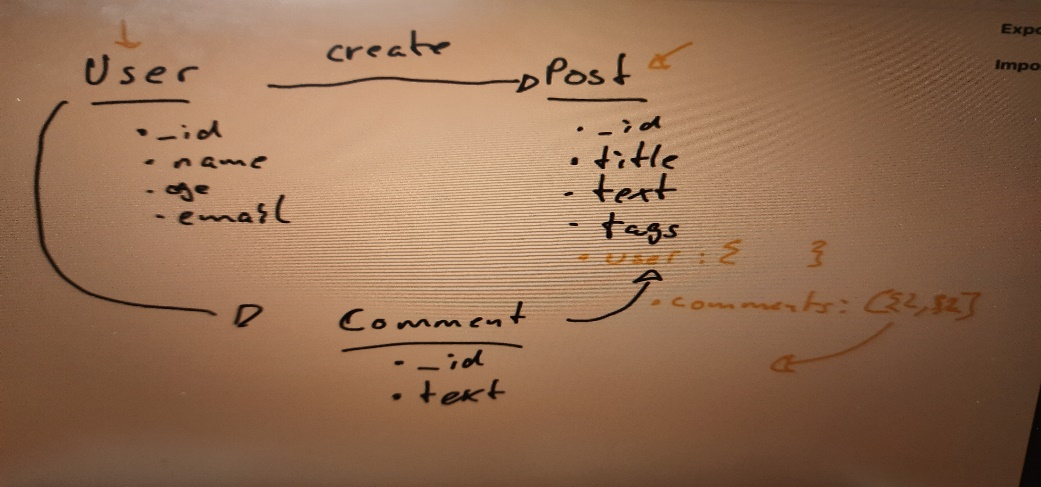 create
User
Post
• _id
• name
• age
• email
• _id
• title
• text
- tags
• user : { }
• comments:
Comment
• _id
• text
Expo
Impo